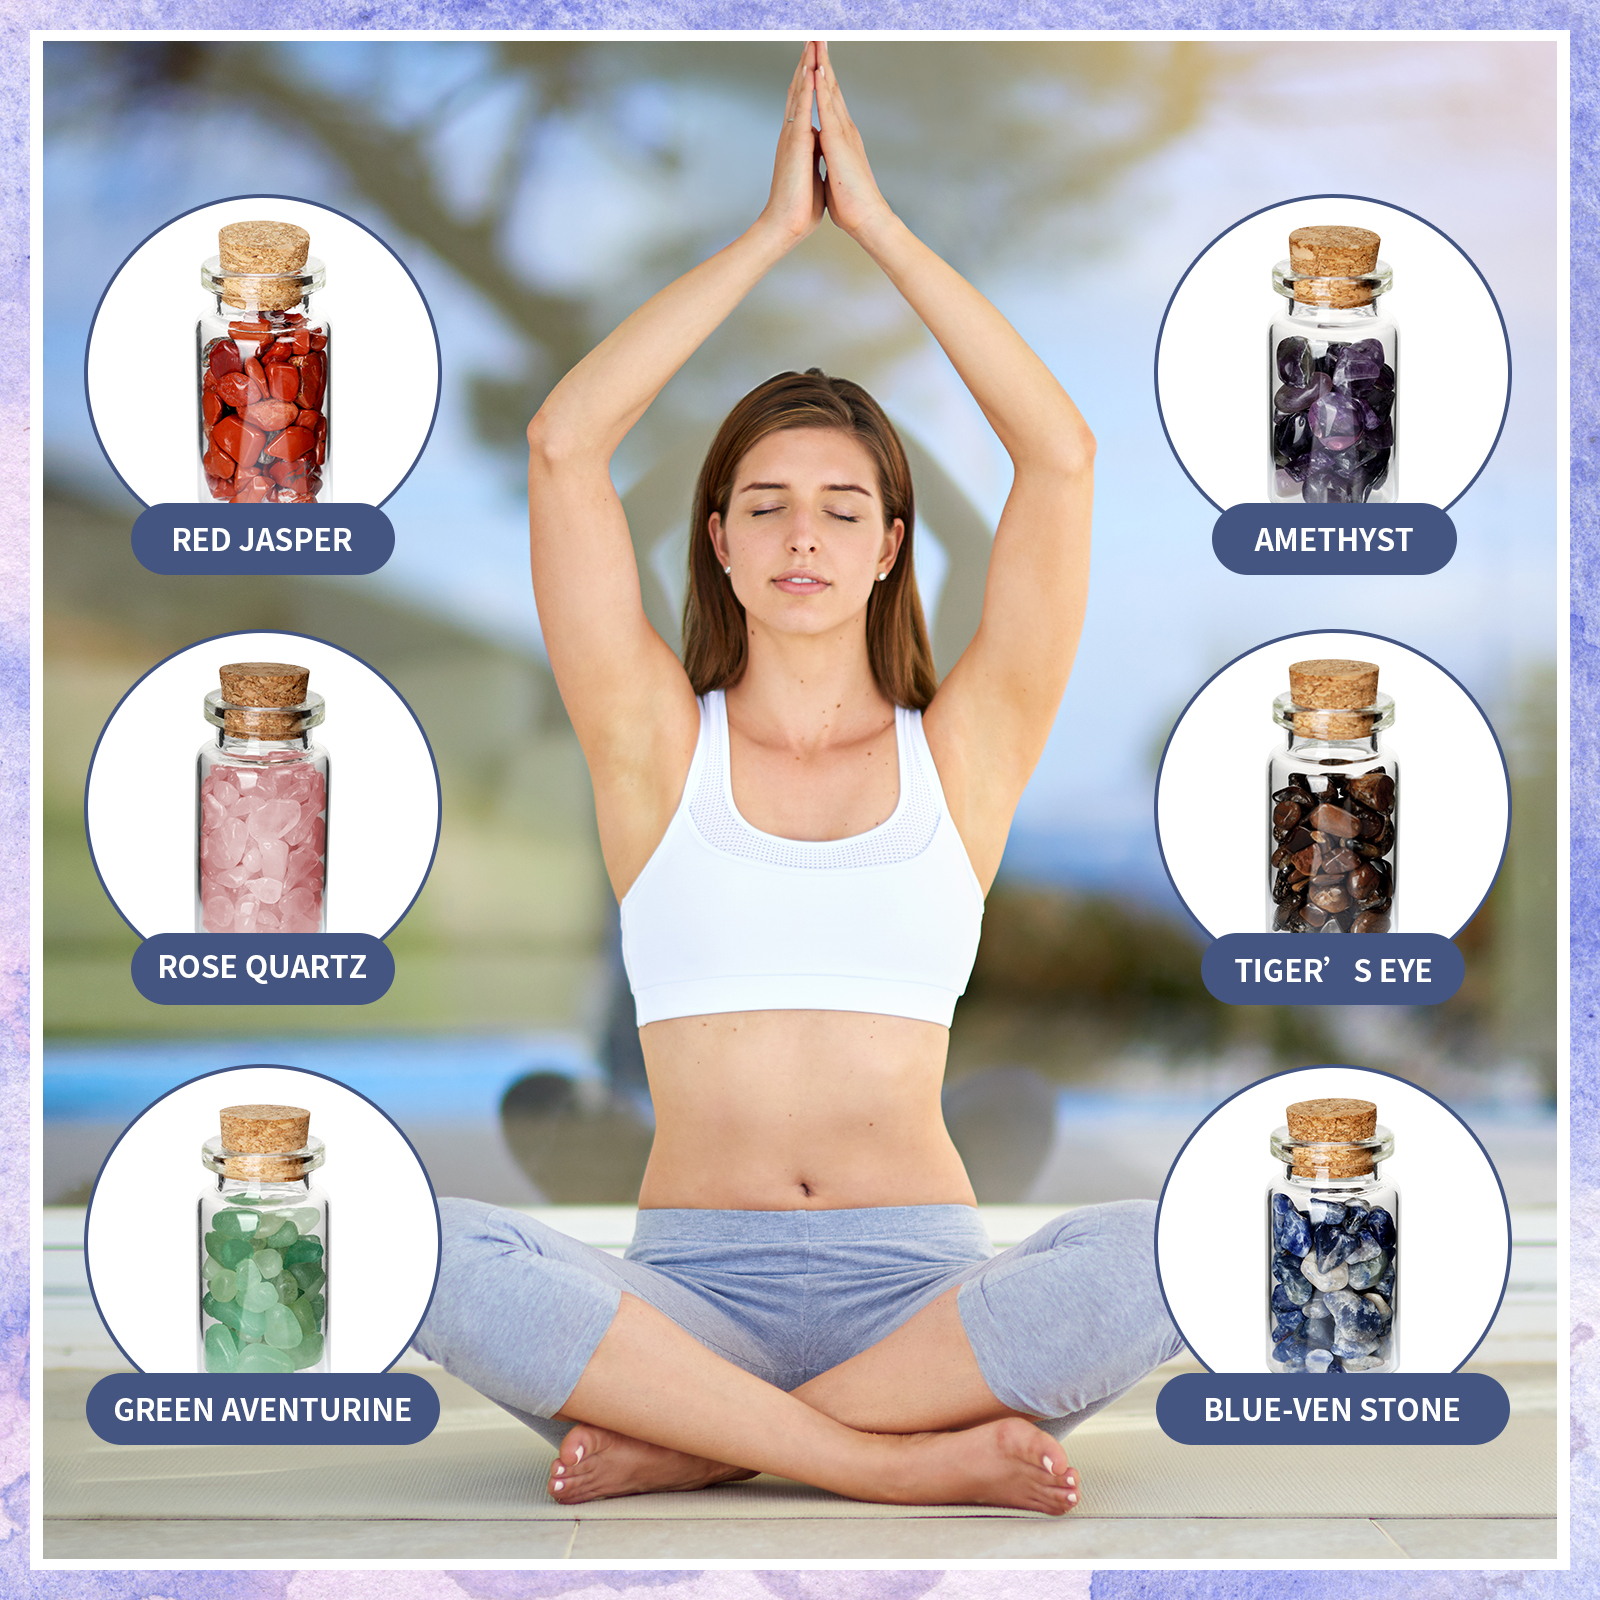 RED JASPER
AMETHYST
ROSE QUARTZ
TIGER’ S EYE
GREEN AVENTURINE
BLUE-VEN STONE